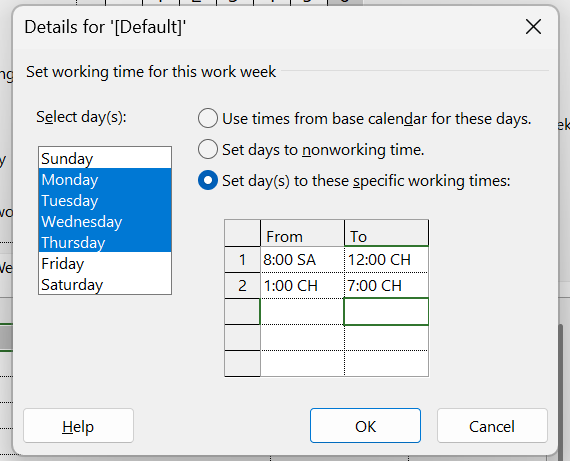 Details for '[Default]'
Set working time for this work week
Select day(s):
Use times from base calendar for these days.
Set days to nonworking time.
Set day(s) to these specific working times:
Sunday
Monday
Tuesday
Wednesday
Thursday
Friday
Saturday
From To
1 8:00 SA 12:00 CH
2 1:00 CH 7:00 CH
Help OK Cancel